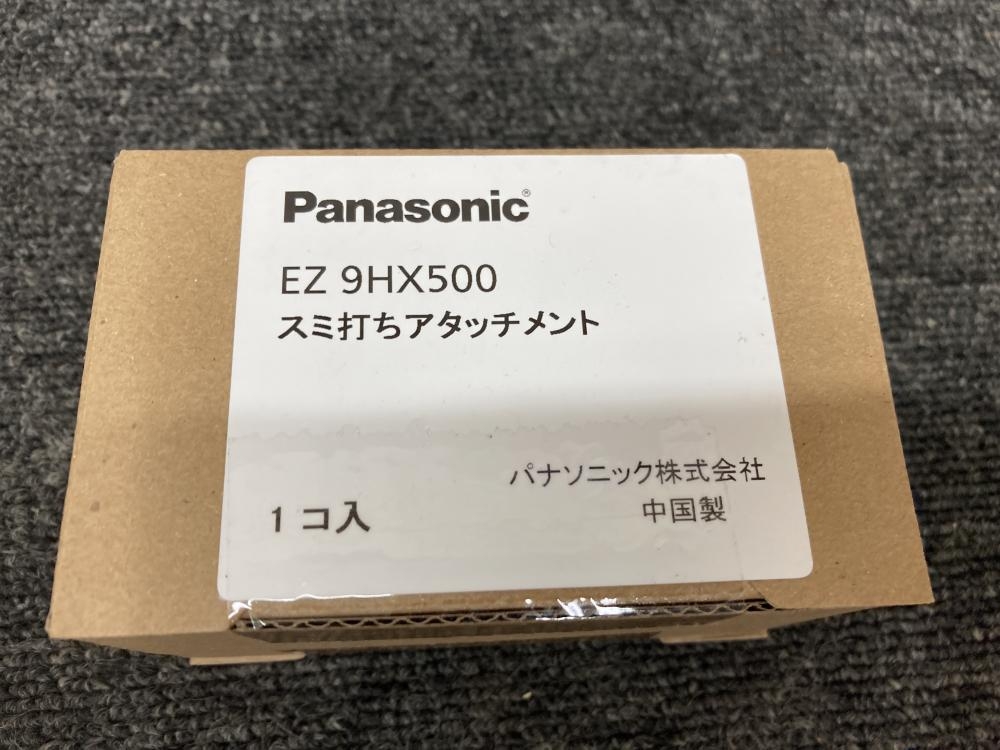 Panasonic®
EZ 9HX500
スミ打ちアタッチメント
パナソニック株式会社
1コ入
中国製